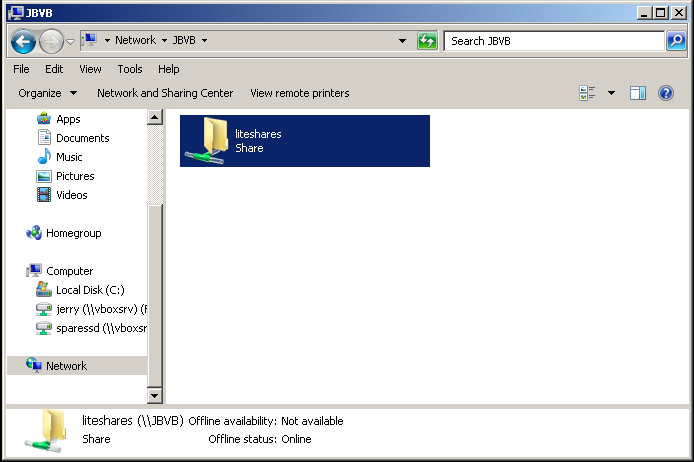 JBVB
Network JBVB
Search JBVB
File Edit View Tools Help
Organize Network and Sharing Center View remote printers
Apps
Documents
Music
Pictures
Videos
Homegroup
Computer
Local Disk (C:)
jerry (\\vboxsrv) (
sparessd (\\vboxsr
Network
liteshares
Share
liteshares (\\JBVB) Offline availability: Not available
Share Offline status: Online